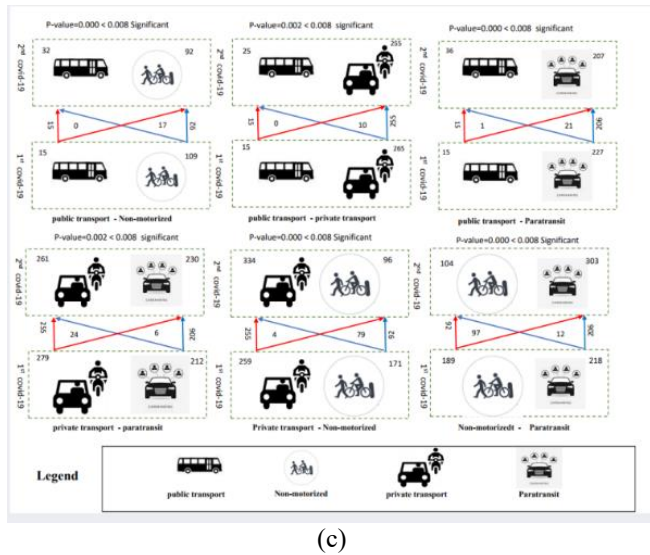 P-value=0.000 < 0.008 Significant
P-value=0.002 < 0.008 Significant
P-value=0.000 < 0.008 significant
2nd covid-19
32
92
2nd covid-19
25
255
2nd covid-19
36
207
15
0
17
92
15
0
10
255
15
1
21
206
1st covid-19
15
109
1st covid-19
15
265
1st covid-19
15
227
public transport - Non-motorized
public transport - private transport
public transport - Paratransit
P-value=0.002 < 0.008 significant
P-value=0.000 < 0.008 Significant
P-value=0.000 < 0.008 significant
2nd covid-19
261
230
2nd covid-19
334
96
2nd covid-19
104
303
255
24
6
206
255
4
79
92
92
97
12
206
1st covid-19
279
212
1st covid-19
259
171
1st covid-19
189
218
private transport - paratransit
Private transport - Non-motorized
Non-motorizedt - Paratransit
Legend
public transport
Non-motorized
private transport
Paratransit
(c)